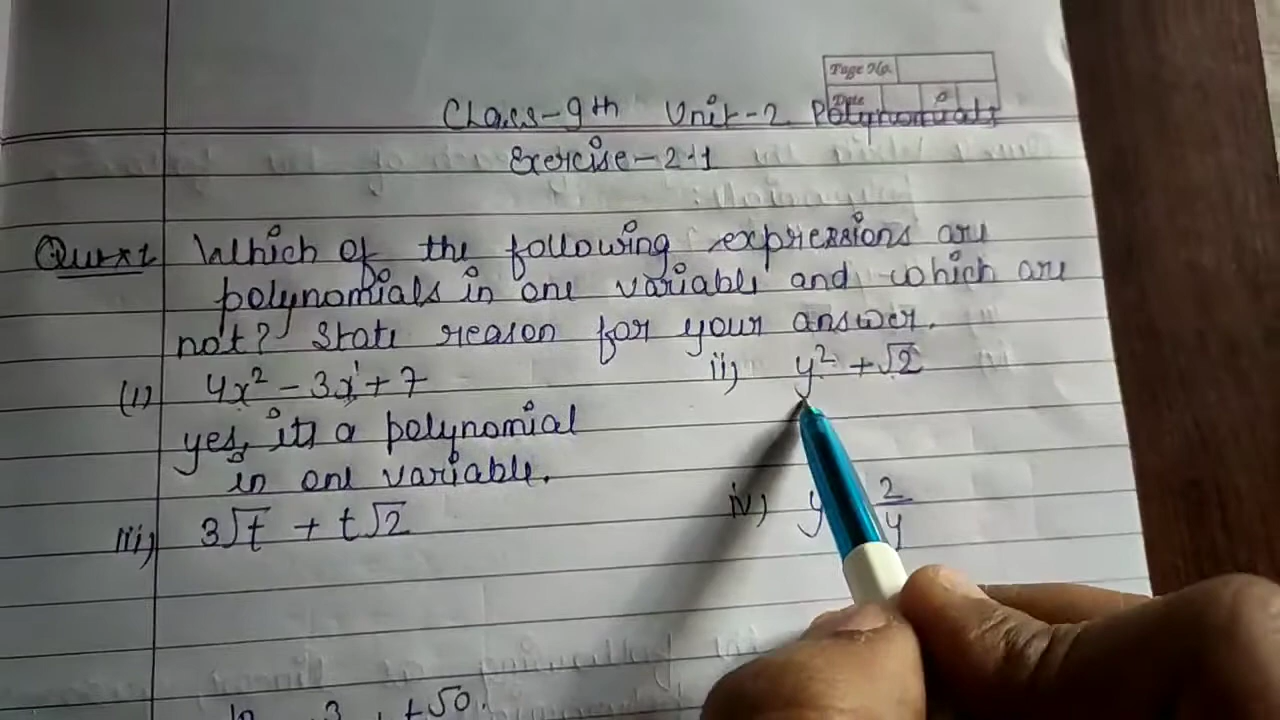 Page No.
Date
Class-9th Unit-2 Polynomials
Exercise-2.1
Ques1 Which of the following expressions are
polynomials in one variable and which are
not? State reason for your answer.
(i) 4x² - 3x¹ + 7 ii) y² + √2
yes, its a polynomial
in one variable.
iii) 3√t + t√2 iv) y 2/y
3 + 50.